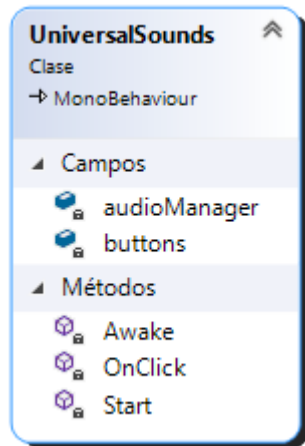 UniversalSounds
Clase
MonoBehaviour
Campos
audioManager
buttons
Métodos
Awake
OnClick
Start